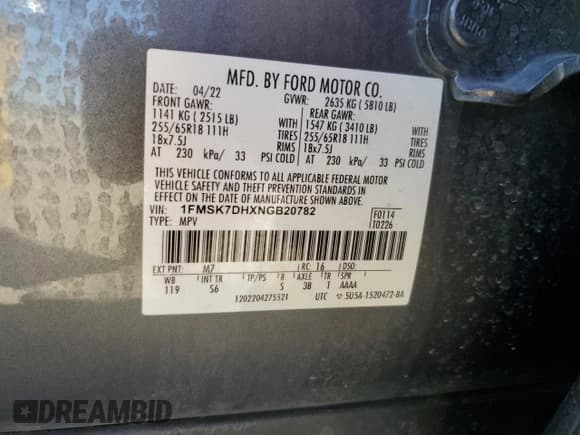 MFD. BY FORD MOTOR CO.
DATE: 04/22 GVWR: 2635 KG ( 5810 LB)
FRONT GAWR: REAR GAWR:
1141 KG ( 2515 LB) WITH 1547 KG ( 3410 LB) WITH
255/65R18 111H TIRES 255/65R18 111H TIRES
18x7.5J RIMS 18x7.5J RIMS
AT 230 kPa/ 33 PSI COLD AT 230 kPa/ 33 PSI COLD
THIS VEHICLE CONFORMS TO ALL APPLICABLE FEDERAL MOTOR
VEHICLE SAFETY AND THEFT PREVENTION STANDARDS IN
EFFECT ON THE DATE OF MANUFACTURE SHOWN ABOVE.
VIN: 1FMSK7DHXNGB20782 F0114
TYPE: MPV T0226
EXT PNT: M7 RC: 16 DSO:
WB INT TR TP/PS R AXLE TR SPR
119 S6 S 38 T AAAA
1202204275521 UTC ▽ 5U5A-1520472-BA
DREAMBID